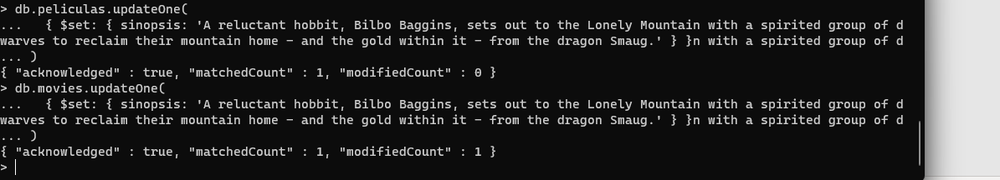 > db.peliculas.updateOne(
...   { $set: { sinopsis: 'A reluctant hobbit, Bilbo Baggins, sets out to the Lonely Mountain with a spirited group of d
warves to reclaim their mountain home - and the gold within it - from the dragon Smaug.' } }n with a spirited group of d
... )
{ "acknowledged" : true, "matchedCount" : 1, "modifiedCount" : 0 }
> db.movies.updateOne(
...   { $set: { sinopsis: 'A reluctant hobbit, Bilbo Baggins, sets out to the Lonely Mountain with a spirited group of d
warves to reclaim their mountain home - and the gold within it - from the dragon Smaug.' } }n with a spirited group of d
... )
{ "acknowledged" : true, "matchedCount" : 1, "modifiedCount" : 1 }
>